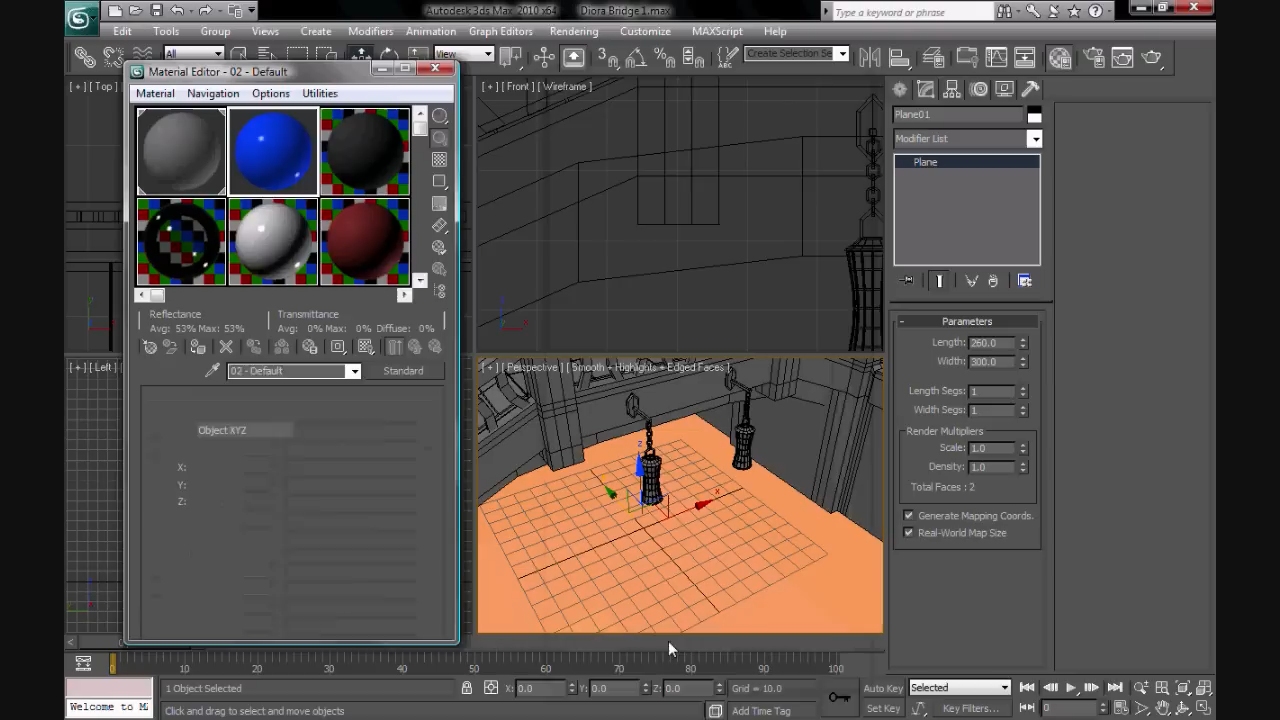 Autodesk 3ds Max 2010 x64 Diora Bridge 1.max
Type a keyword or phrase
Edit Tools Group Views Create Modifiers Animation Graph Editors Rendering Customize MAXScript Help
All View Create Selection Se
Material Editor - 02 - Default
Material Navigation Options Utilities
[ + ] [ Top ]
[ + ] [ Front ] [ Wireframe ]
Plane01
Modifier List
Plane
Reflectance
Avg: 53% Max: 53%
Transmittance
Avg: 0% Max: 0% Diffuse: 0%
02 - Default
Standard
Object XYZ
X:
Y:
Z:
[ + ] [ Left ]
[ + ] [ Perspective ] [ Smooth + Highlights + Edged Faces ]
z
x
Parameters
Length: 260.0
Width: 300.0
Length Segs: 1
Width Segs: 1
Render Multipliers
Scale: 1.0
Density: 1.0
Total Faces : 2
Generate Mapping Coords.
Real-World Map Size
0 10 20 30 40 50 60 70 80 90 100
1 Object Selected
X: 0.0 Y: 0.0 Z: 0.0
Grid = 10.0
Auto Key
Selected
Welcome to M
Click and drag to select and move objects
Add Time Tag
Set Key
Key Filters...
0